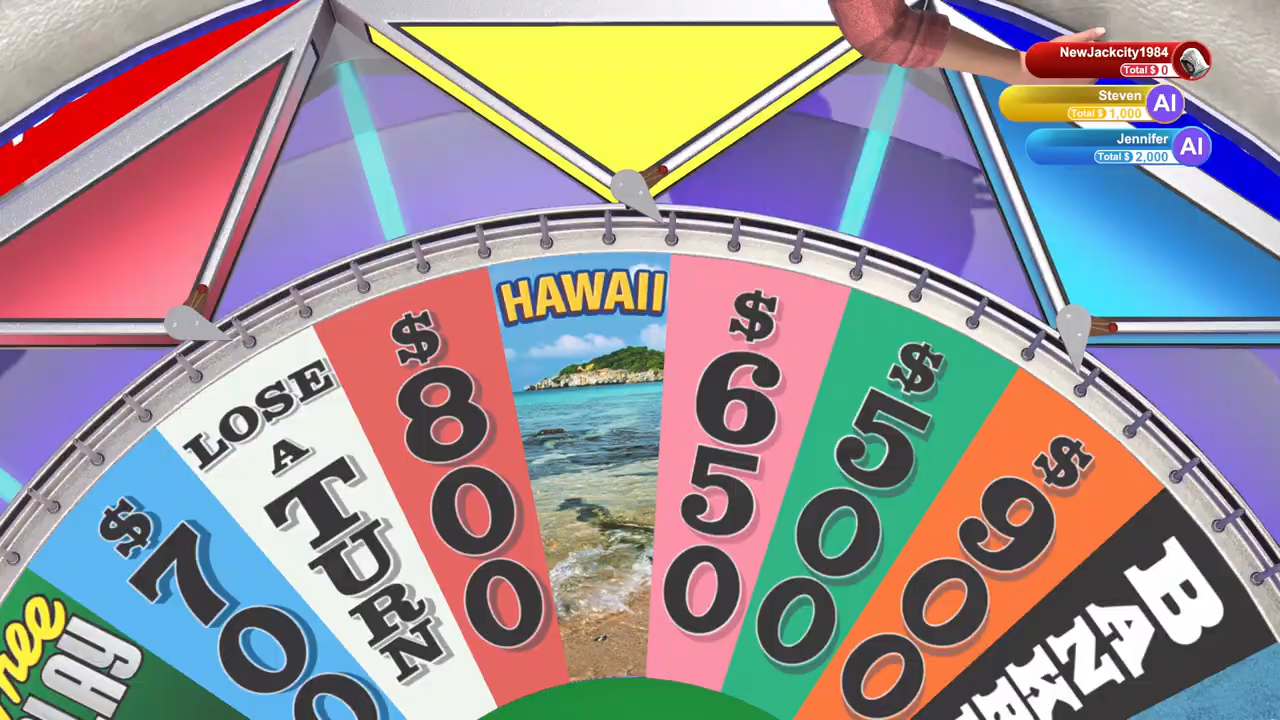 NewJackcity1984
Total $ 0
Steven
AI
Total $ 1,000
Jennifer
AI
Total $ 2,000
$700
LOSE
A
TURN
$800
HAWAII
$650
$500
$600